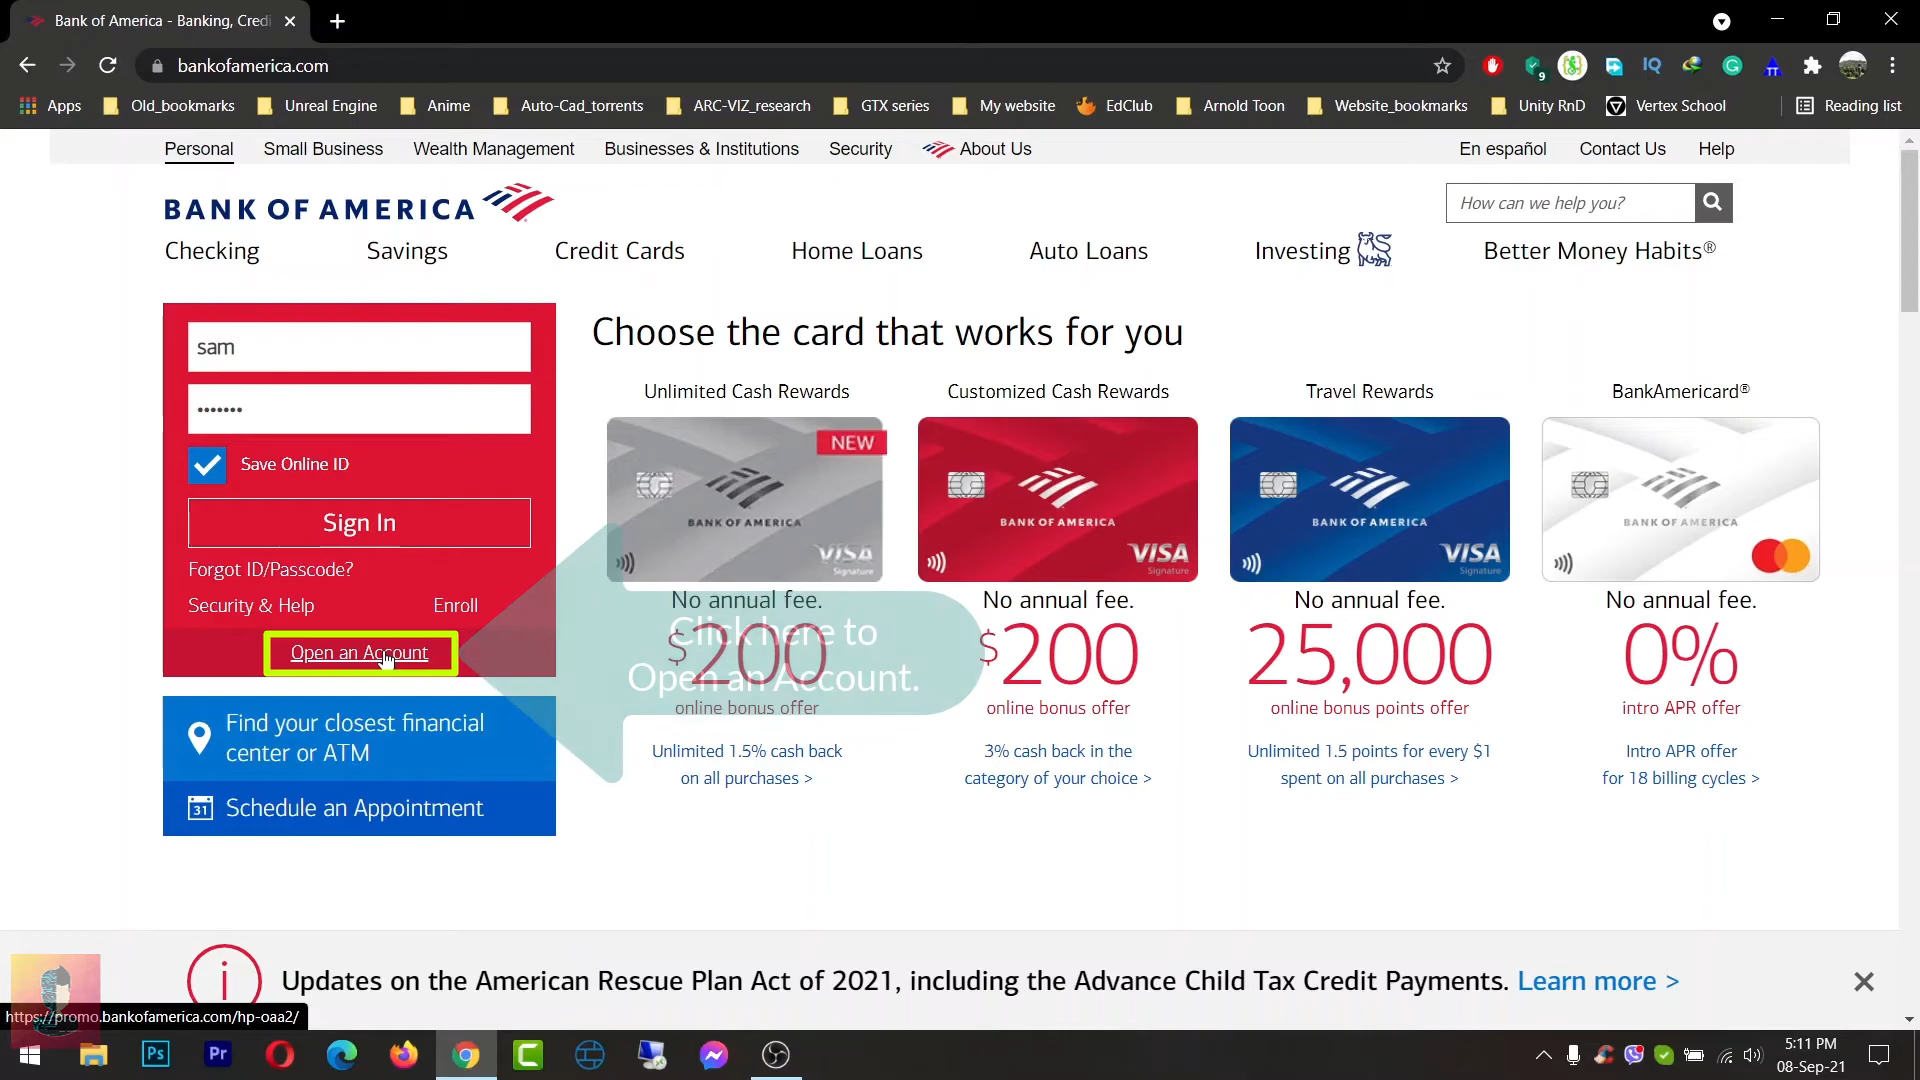 Bank of America - Banking, Credi
bankofamerica.com
9
IQ
Apps
Old_bookmarks
Unreal Engine
Anime
Auto-Cad_torrents
ARC-VIZ_research
GTX series
My website
EdClub
Arnold Toon
Website_bookmarks
Unity RnD
Vertex School
Reading list
Personal
Small Business
Wealth Management
Businesses & Institutions
Security
About Us
En español
Contact Us
Help
BANK OF AMERICA
How can we help you?
Checking
Savings
Credit Cards
Home Loans
Auto Loans
Investing
Better Money Habits®
sam
•••••••
Save Online ID
Sign In
Forgot ID/Passcode?
Security & Help
Enroll
Open an Account
Find your closest financial
center or ATM
31
Schedule an Appointment
Choose the card that works for you
Unlimited Cash Rewards
NEW
BANK OF AMERICA
VISA
Signature
No annual fee.
$200
online bonus offer
Unlimited 1.5% cash back
on all purchases >
Click here to
Open an Account.
Customized Cash Rewards
BANK OF AMERICA
VISA
Signature
No annual fee.
$200
online bonus offer
3% cash back in the
category of your choice >
Travel Rewards
BANK OF AMERICA
VISA
Signature
No annual fee.
25,000
online bonus points offer
Unlimited 1.5 points for every $1
spent on all purchases >
BankAmericard®
BANK OF AMERICA
No annual fee.
0%
intro APR offer
Intro APR offer
for 18 billing cycles >
Updates on the American Rescue Plan Act of 2021, including the Advance Child Tax Credit Payments. Learn more >
https://promo.bankofamerica.com/hp-oaa2/
Ps
Pr
5:11 PM
08-Sep-21